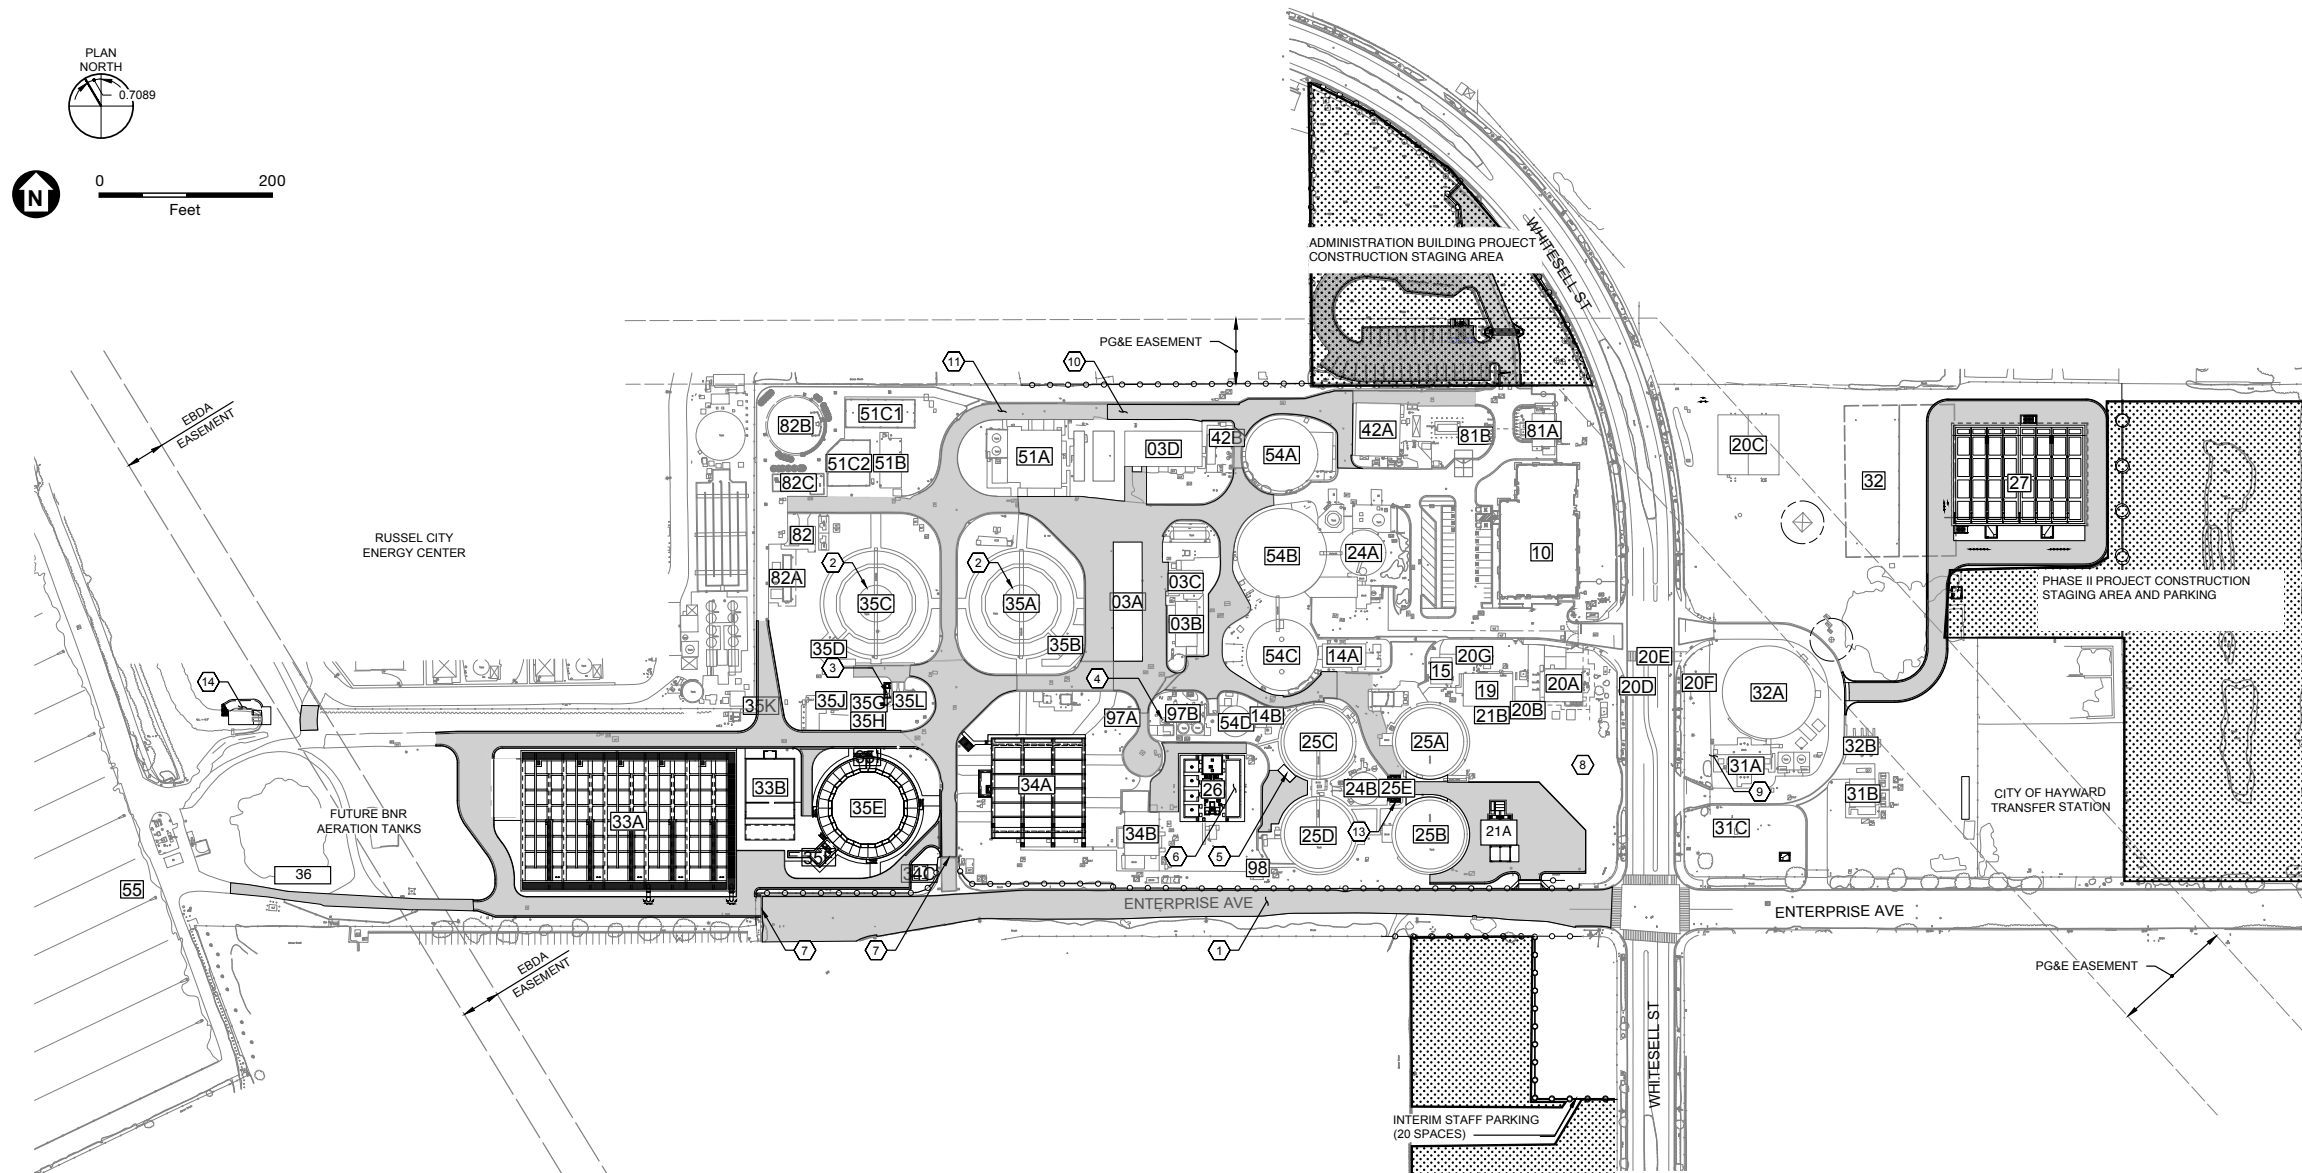 PLAN
NORTH
0.7089
N
0
200
Feet
ADMINISTRATION BUILDING PROJECT
CONSTRUCTION STAGING AREA
WHITESELL ST
PG&E EASEMENT
11
10
EBDA
EASEMENT
82B
51C1
51C2
51B
82C
51A
03D
42B
54A
42A
81B
81A
20C
32
27
RUSSEL CITY
ENERGY CENTER
82
82A
2
2
35C
35A
03A
03C
03B
54B
24A
10
PHASE II PROJECT CONSTRUCTION
STAGING AREA AND PARKING
35D
35B
3
54C
14A
15
20G
20E
14
4
35K
35J
35G
35L
35H
97A
97B
54D
14B
19
20A
20D
20F
32A
21B
20B
25C
25A
32B
8
31A
9
31B
33B
34A
26
24B
25E
CITY OF HAYWARD
TRANSFER STATION
FUTURE BNR
AERATION TANKS
33A
35E
34B
25D
13
25B
21A
31C
6
5
36
34C
98
55
ENTERPRISE AVE
ENTERPRISE AVE
7
7
1
EBDA
EASEMENT
PG&E EASEMENT
WHITESELL ST
INTERIM STAFF PARKING
(20 SPACES)